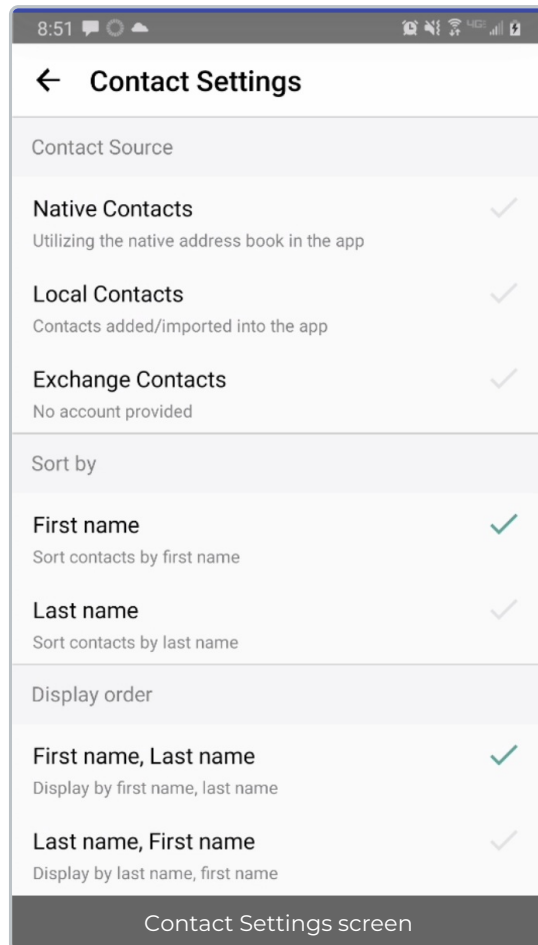 8:51
Contact Settings
Contact Source
Native Contacts
Utilizing the native address book in the app
Local Contacts
Contacts added/imported into the app
Exchange Contacts
No account provided
Sort by
First name
Sort contacts by first name
Last name
Sort contacts by last name
Display order
First name, Last name
Display by first name, last name
Last name, First name
Display by last name, first name
Contact Settings screen